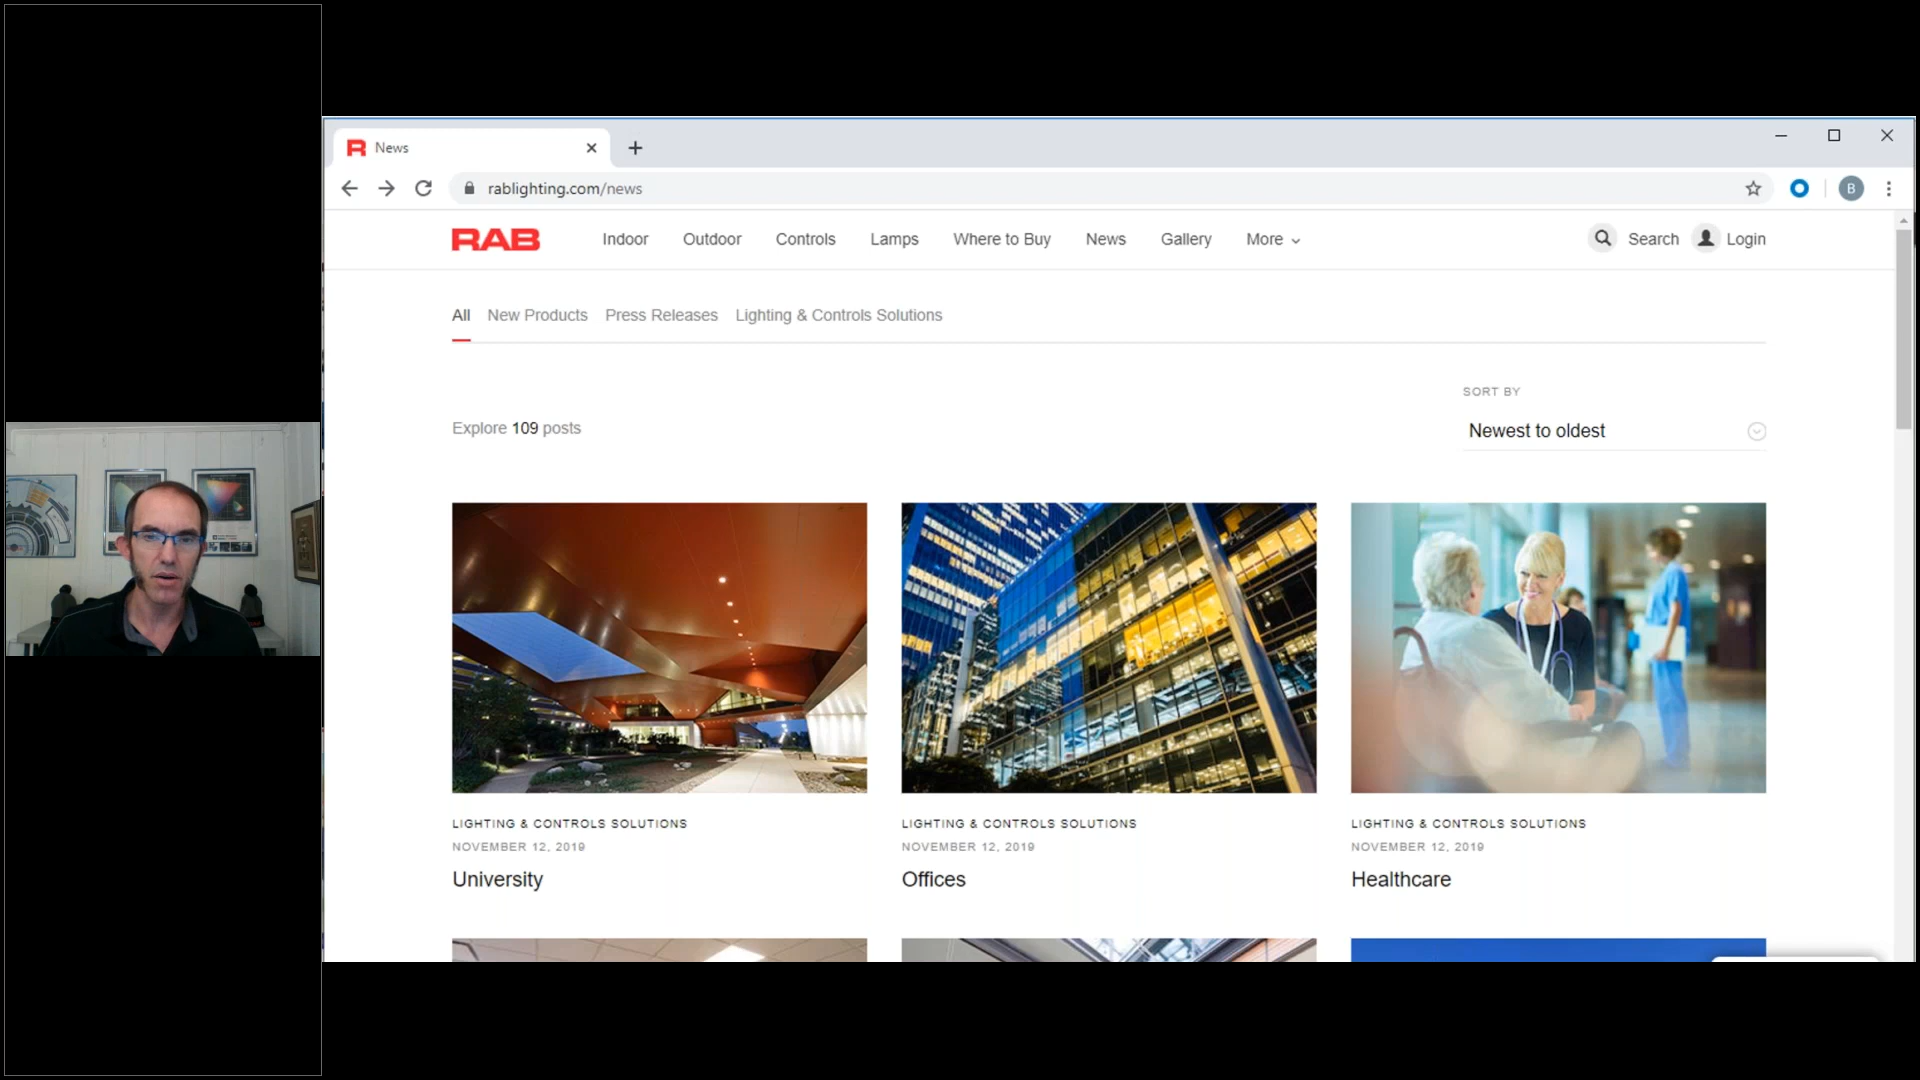 News
rablighting.com/news
B
RAB Indoor Outdoor Controls Lamps Where to Buy News Gallery More Search Login
All New Products Press Releases Lighting & Controls Solutions
SORT BY
Explore 109 posts
Newest to oldest
LIGHTING & CONTROLS SOLUTIONS
NOVEMBER 12, 2019
University
LIGHTING & CONTROLS SOLUTIONS
NOVEMBER 12, 2019
Offices
LIGHTING & CONTROLS SOLUTIONS
NOVEMBER 12, 2019
Healthcare